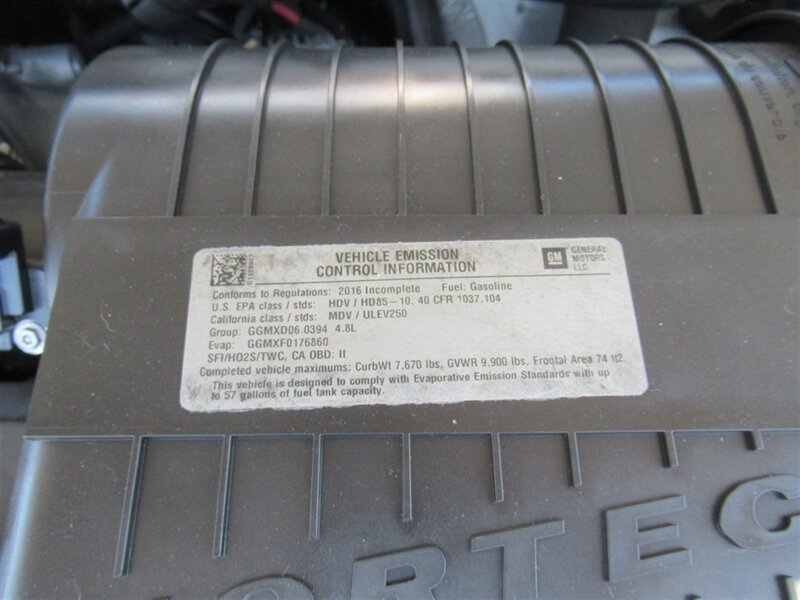 VEHICLE EMISSION
CONTROL INFORMATION
GM GENERAL
MOTORS
LLC
Conforms to Regulations: 2016 Incomplete Fuel: Gasoline
U.S. EPA class / stds: HDV / HD85-10, 40 CFR 1037.104
California class / stds: MDV / ULEV250
Group: GGMXD06.0394 4.8L
Evap: GGMXF0176860
SFI/HO2S/TWC, CA OBD: II
Completed vehicle maximums: CurbWt 7,670 lbs, GVWR 9,900 lbs. Frontal Area 74 ft2
This vehicle is designed to comply with Evaporative Emission Standards with up
to 57 gallons of fuel tank capacity.
ORTEC